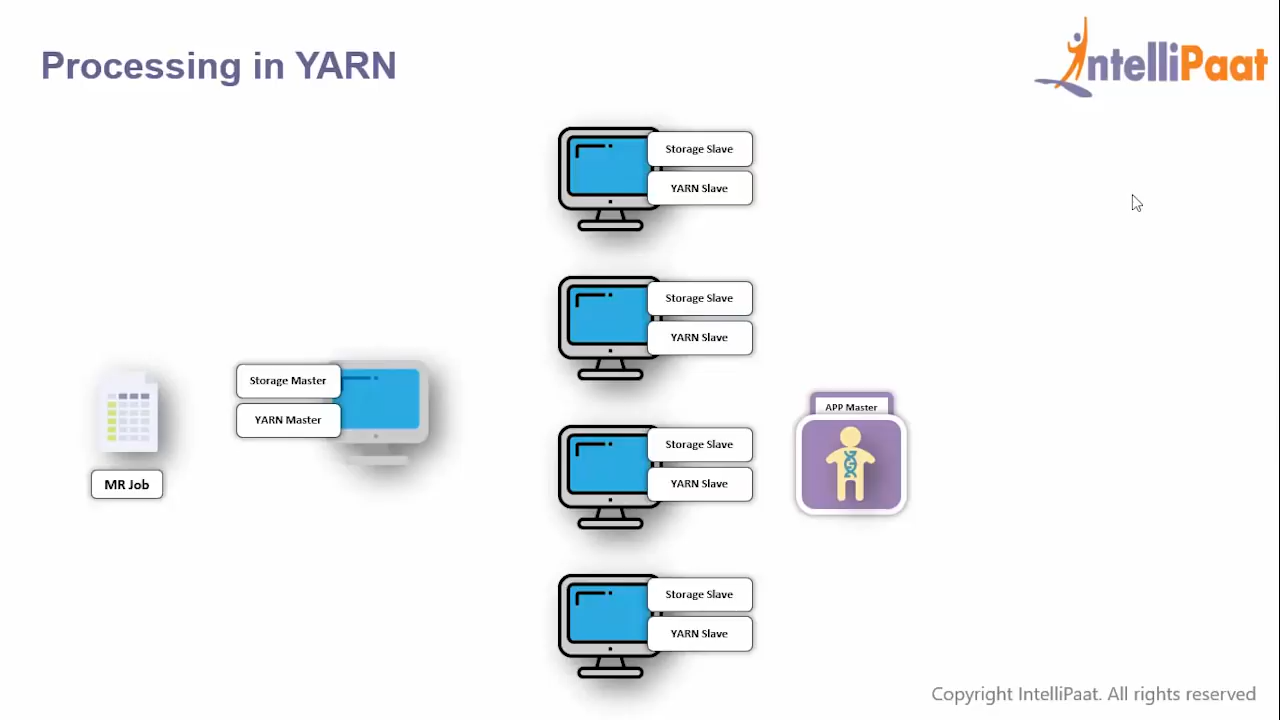 Processing in YARN
IntelliPaat
Storage Slave
YARN Slave
Storage Slave
YARN Slave
Storage Master
YARN Master
MR Job
Storage Slave
YARN Slave
APP Master
Storage Slave
YARN Slave
Copyright IntelliPaat. All rights reserved